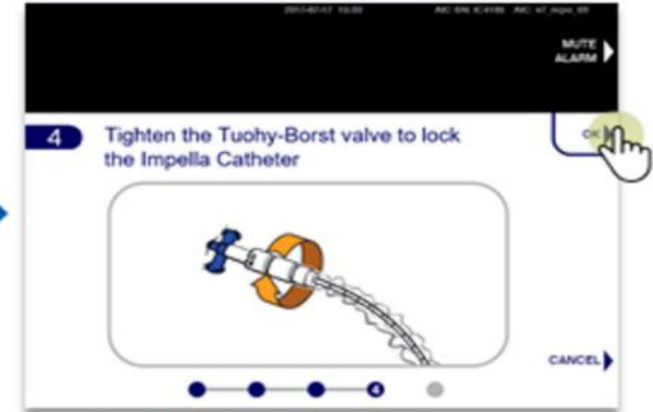 MUTE
ALARM
4 Tighten the Tuohy-Borst valve to lock
the Impella Catheter
OK
CANCEL
4